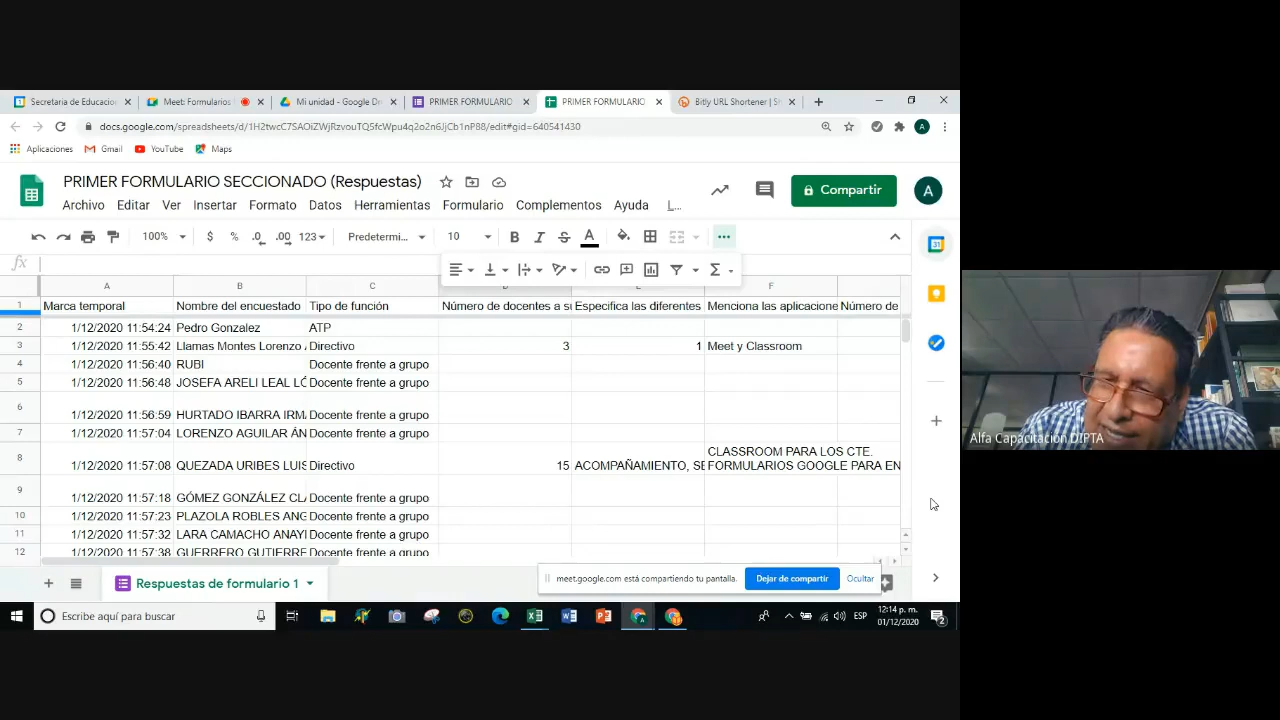 Secretaria de Educacion
Meet: Formularios
Mi unidad - Google Dr
PRIMER FORMULARIO
PRIMER FORMULARIO
Bitly URL Shortener | Sh
docs.google.com/spreadsheets/d/1H2twcC7SAOiZWjRzvouTQ5fcWpu4q2o2n6JjCb1nP88/edit#gid=640541430
Aplicaciones Gmail YouTube Maps
PRIMER FORMULARIO SECCIONADO (Respuestas)
Compartir
A
Archivo Editar Ver Insertar Formato Datos Herramientas Formulario Complementos Ayuda L...
100% $ % .0 .00 123 Predetermi... 10 B I S A
fx
A B C D E F
1 Marca temporal Nombre de encuestado Tipo de función Número de docentes a su Especifica las diferentes Menciona las aplicacione Número de
2 1/12/2020 11:54:24 Pedro Gonzalez ATP
3 1/12/2020 11:55:42 Llamas Montes Lorenzo Directivo 3 1 Meet y Classroom
4 1/12/2020 11:56:40 RUBI Docente frente a grupo
5 1/12/2020 11:56:48 JOSEFA ARELI LEAL LÓ Docente frente a grupo
6 1/12/2020 11:56:59 HURTADO IBARRA IRM Docente frente a grupo
7 1/12/2020 11:57:04 LORENZO AGUILAR ÁN Docente frente a grupo
CLASSROOM PARA LOS CTE.
8 1/12/2020 11:57:08 QUEZADA URIBES LUIS Directivo 15 ACOMPAÑAMIENTO, SE FORMULARIOS GOOGLE PARA EN
9 1/12/2020 11:57:18 GÓMEZ GONZÁLEZ CLA Docente frente a grupo
10 1/12/2020 11:57:23 PLAZOLA ROBLES ANG Docente frente a grupo
11 1/12/2020 11:57:32 LARA CAMACHO ANAYI Docente frente a grupo
12 1/12/2020 11:57:38 GUERRERO GUTIERRE Docente frente a grupo
Respuestas de formulario 1
meet.google.com está compartiendo tu pantalla. Dejar de compartir Ocultar
Escribe aquí para buscar
ESP
12:14 p. m.
01/12/2020
2
Alfa Capacitacion DIPTA